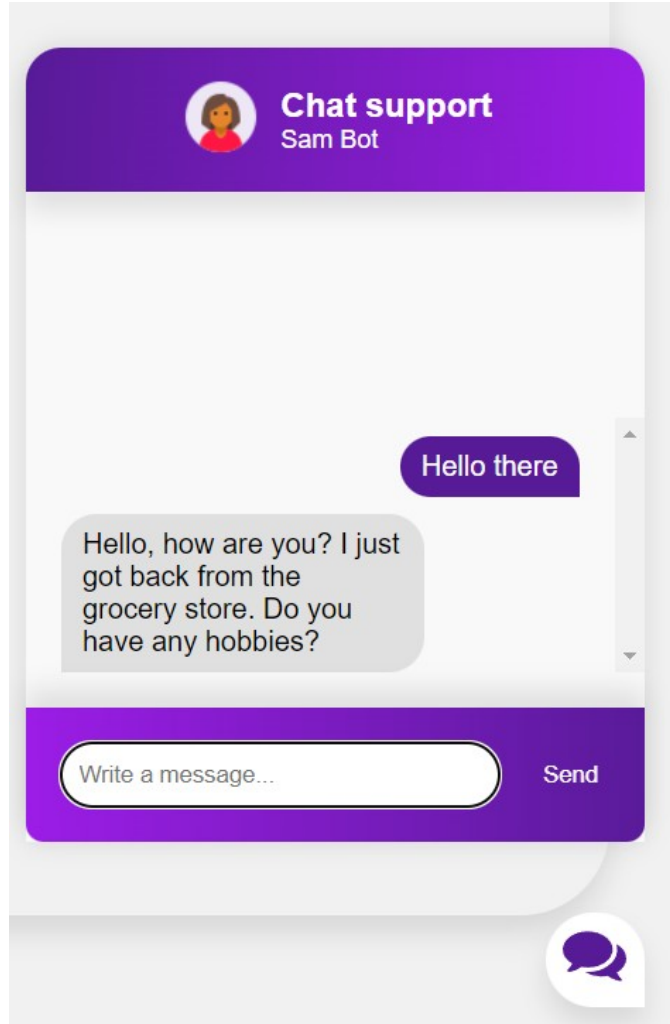 Chat support
Sam Bot
Hello there
Hello, how are you? I just
got back from the
grocery store. Do you
have any hobbies?
Write a message...
Send